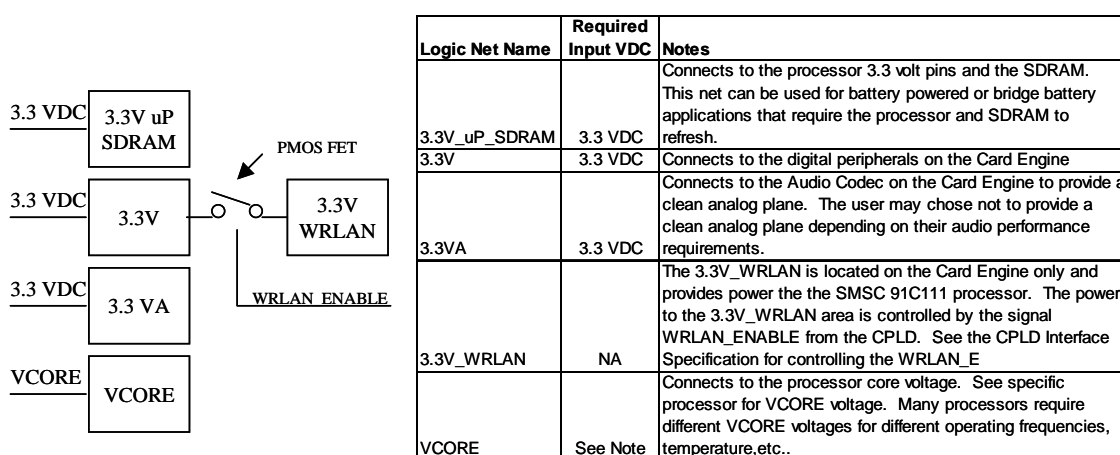 3.3 VDC
3.3V uP
SDRAM
PMOS FET
3.3 VDC
3.3V
3.3V
WRLAN
3.3 VDC
3.3 VA
WRLAN_ENABLE
VCORE
VCORE
Logic Net Name
Required
Input VDC
Notes
3.3V_uP_SDRAM
3.3 VDC
Connects to the processor 3.3 volt pins and the SDRAM.
This net can be used for battery powered or bridge battery
applications that require the processor and SDRAM to
refresh.
3.3V
3.3 VDC
Connects to the digital peripherals on the Card Engine
3.3VA
3.3 VDC
Connects to the Audio Codec on the Card Engine to provide a
clean analog plane. The user may chose not to provide a
clean analog plane depending on their audio performance
requirements.
3.3V_WRLAN
NA
The 3.3V_WRLAN is located on the Card Engine only and
provides power the the SMSC 91C111 processor. The power
to the 3.3V_WRLAN area is controlled by the signal
WRLAN_ENABLE from the CPLD. See the CPLD Interface
Specification for controlling the WRLAN_E
VCORE
See Note
Connects to the processor core voltage. See specific
processor for VCORE voltage. Many processors require
different VCORE voltages for different operating frequencies,
temperature,etc..